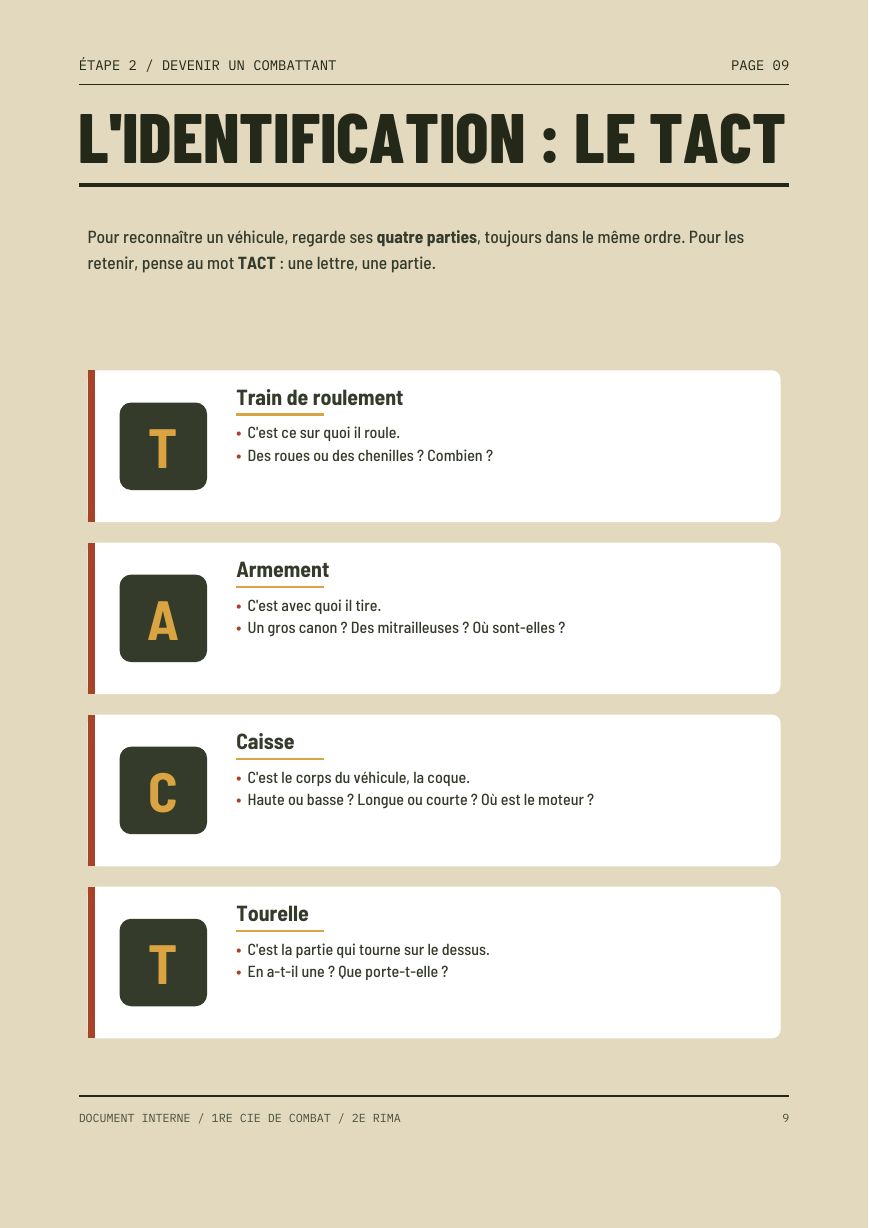 ÉTAPE 2 / DEVENIR UN COMBATTANT
PAGE 09
L'IDENTIFICATION : LE TACT
Pour reconnaître un véhicule, regarde ses quatre parties, toujours dans le même ordre. Pour les
retenir, pense au mot TACT : une lettre, une partie.
T
Train de roulement
• C'est ce sur quoi il roule.
• Des roues ou des chenilles ? Combien ?
A
Armement
• C'est avec quoi il tire.
• Un gros canon ? Des mitrailleuses ? Où sont-elles ?
C
Caisse
• C'est le corps du véhicule, la coque.
• Haute ou basse ? Longue ou courte ? Où est le moteur ?
T
Tourelle
• C'est la partie qui tourne sur le dessus.
• En a-t-il une ? Que porte-t-elle ?
DOCUMENT INTERNE / 1RE CIE DE COMBAT / 2E RIMA
9